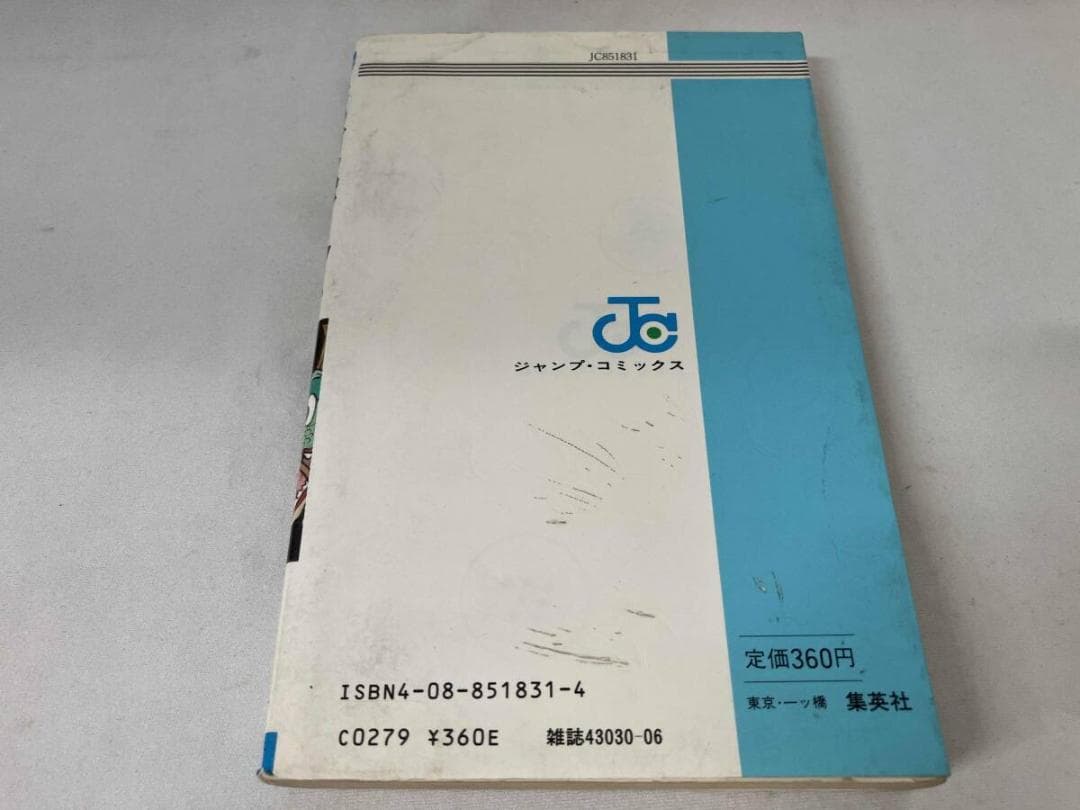 JC851831
JC
ジャンプ・コミックス
定価360円
東京・一ッ橋 集英社
ISBN4-08-851831-4
C0279 ¥360E 雑誌43030-06